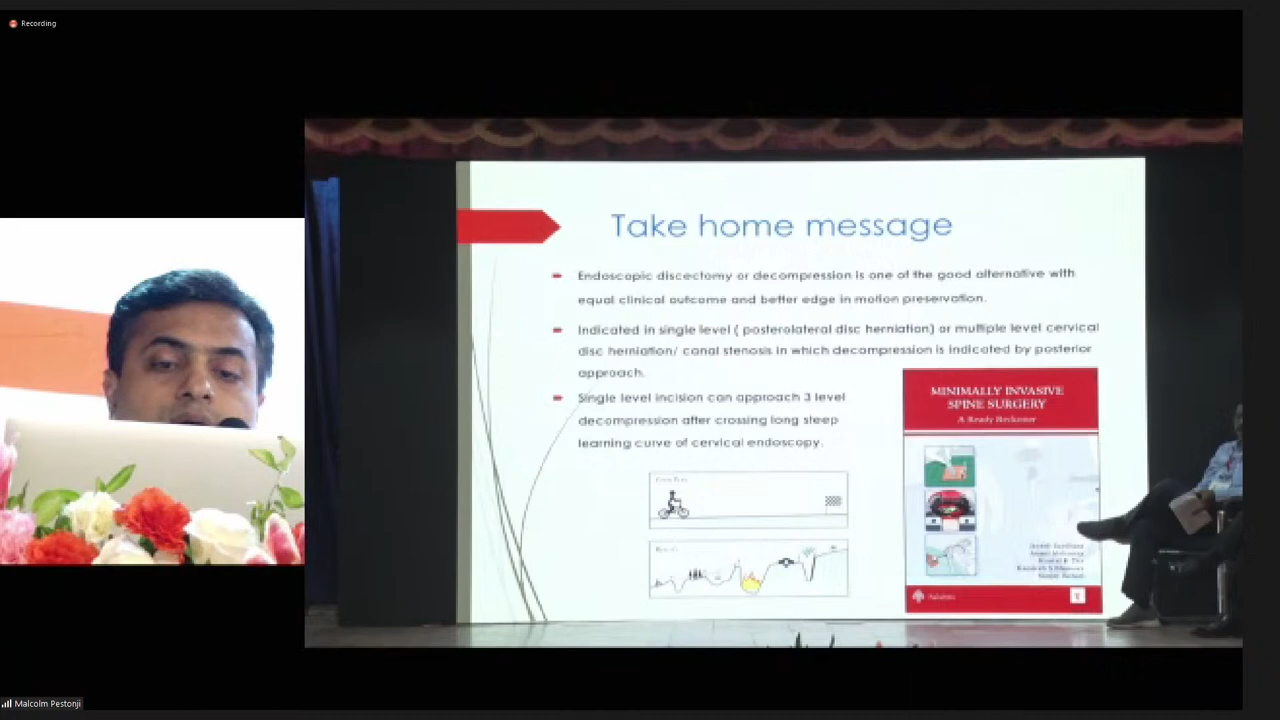 Recording
Take home message
Endoscopic discectomy or decompression is one of the good alternative with
equal clinical outcome and better edge in motion preservation.
Indicated in single level ( posterolateral disc herniation) or multiple level cervical
disc herniation/ canal stenosis in which decompression is indicated by posterior
approach.
Single level incision can approach 3 level
decompression after crossing long steep
learning curve of cervical endoscopy.
MINIMALLY INVASIVE
SPINE SURGERY
A Ready Reckoner
Malcolm Pestonji